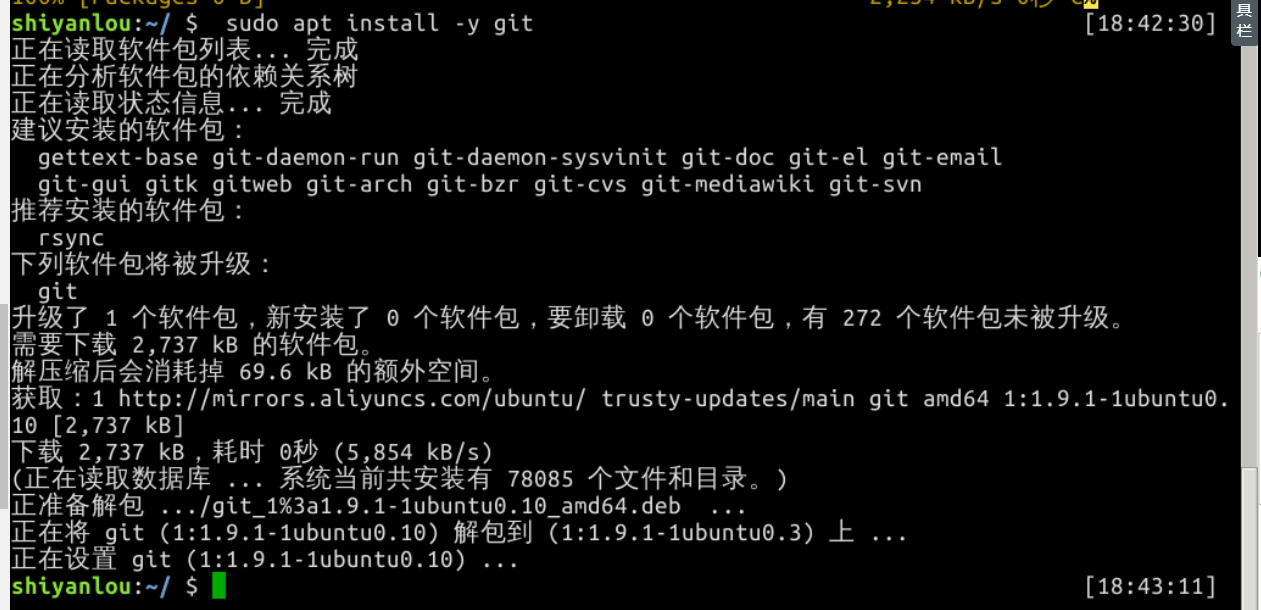 100% [Packages 0 B] 2,254 kB/s 0秒
shiyanlou:~/ $  sudo apt install -y git [18:42:30]
正在读取软件包列表... 完成
正在分析软件包的依赖关系树
正在读取状态信息... 完成
建议安装的软件包：
  gettext-base git-daemon-run git-daemon-sysvinit git-doc git-el git-email
  git-gui gitk gitweb git-arch git-bzr git-cvs git-mediawiki git-svn
推荐安装的软件包：
  rsync
下列软件包将被升级：
  git
升级了 1 个软件包，新安装了 0 个软件包，要卸载 0 个软件包，有 272 个软件包未被升级。
需要下载 2,737 kB 的软件包。
解压缩后会消耗掉 69.6 kB 的额外空间。
获取：1 http://mirrors.aliyuncs.com/ubuntu/ trusty-updates/main git amd64 1:1.9.1-1ubuntu0.
10 [2,737 kB]
下载 2,737 kB，耗时 0秒 (5,854 kB/s)
(正在读取数据库 ... 系统当前共安装有 78085 个文件和目录。)
正准备解包 .../git_1%3a1.9.1-1ubuntu0.10_amd64.deb  ...
正在将 git (1:1.9.1-1ubuntu0.10) 解包到 (1:1.9.1-1ubuntu0.3) 上 ...
正在设置 git (1:1.9.1-1ubuntu0.10) ...
shiyanlou:~/ $ [18:43:11]
具
栏